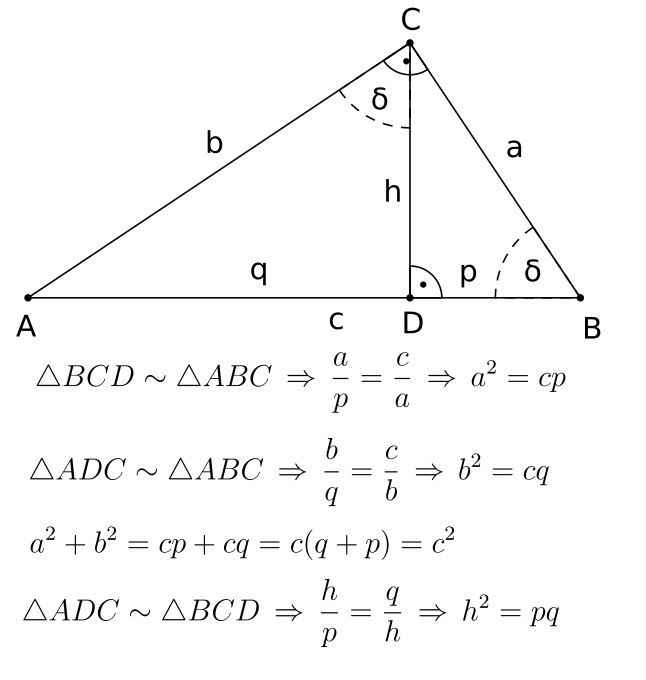 C
δ
b
a
h
q
p
δ
A
c
D
B
△BCD ∼ △ABC ⇒ a/p = c/a ⇒ a² = cp
△ADC ∼ △ABC ⇒ b/q = c/b ⇒ b² = cq
a² + b² = cp + cq = c(q + p) = c²
△ADC ∼ △BCD ⇒ h/p = q/h ⇒ h² = pq